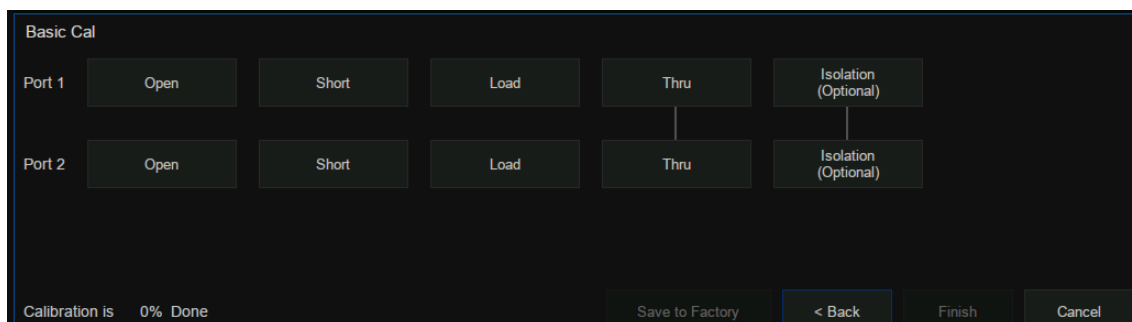 Basic Cal
Port 1 Open Short Load Thru Isolation (Optional)
Port 2 Open Short Load Thru Isolation (Optional)
Calibration is 0% Done Save to Factory < Back Finish Cancel